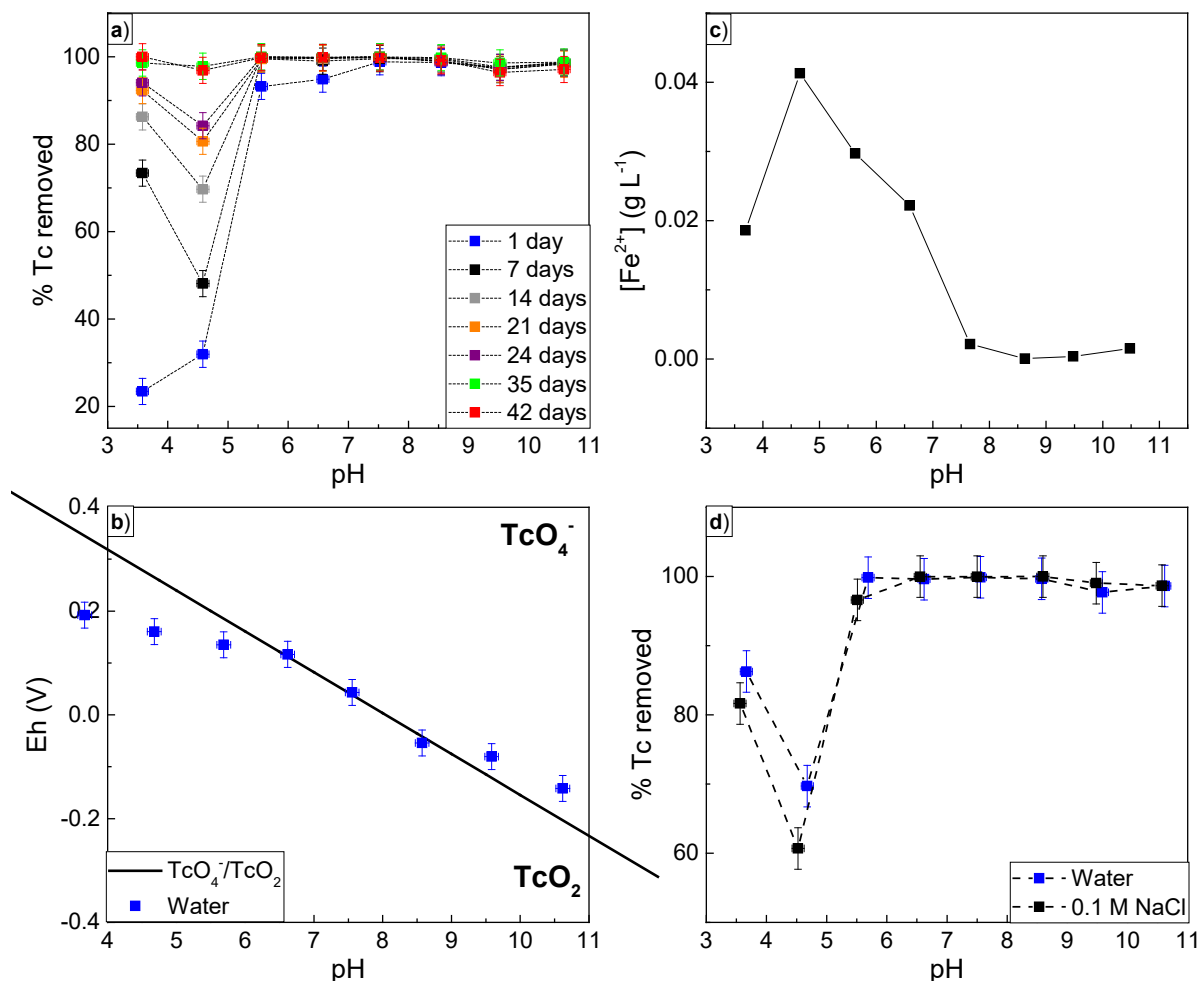 a)
% Tc removed
100
80
60
40
20
3 4 5 6 7 8 9 10 11
pH
1 day
7 days
14 days
21 days
24 days
35 days
42 days
c)
[Fe²⁺] (g L⁻¹)
0.04
0.02
0.00
3 4 5 6 7 8 9 10 11
pH
b)
Eh (V)
0.4
0.2
0.0
-0.2
-0.4
TcO₄⁻
TcO₂
TcO₄⁻/TcO₂
Water
4 5 6 7 8 9 10 11
pH
d)
% Tc removed
100
80
60
Water
0.1 M NaCl
3 4 5 6 7 8 9 10 11
pH